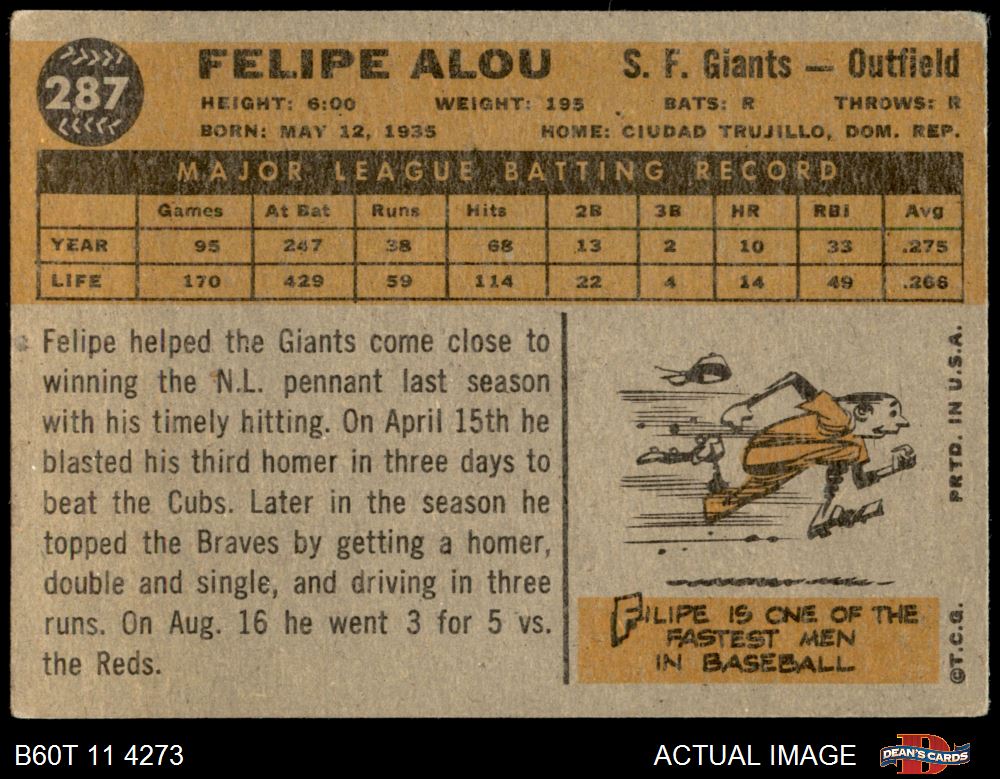 287
FELIPE ALOU S. F. Giants — Outfield
HEIGHT: 6:00 WEIGHT: 195 BATS: R THROWS: R
BORN: MAY 12, 1935 HOME: CIUDAD TRUJILLO, DOM. REP.
MAJOR LEAGUE BATTING RECORD
Games At Bat Runs Hits 2B 3B HR RBI Avg
YEAR 95 247 38 68 13 2 10 33 .275
LIFE 170 429 59 114 22 4 14 49 .266
Felipe helped the Giants come close to
winning the N.L. pennant last season
with his timely hitting. On April 15th he
blasted his third homer in three days to
beat the Cubs. Later in the season he
topped the Braves by getting a homer,
double and single, and driving in three
runs. On Aug. 16 he went 3 for 5 vs.
the Reds.
FILIPE IS ONE OF THE
FASTEST MEN
IN BASEBALL
©T.C.G. PRTD. IN U.S.A.
B60T 11 4273 ACTUAL IMAGE DEAN'S CARDS